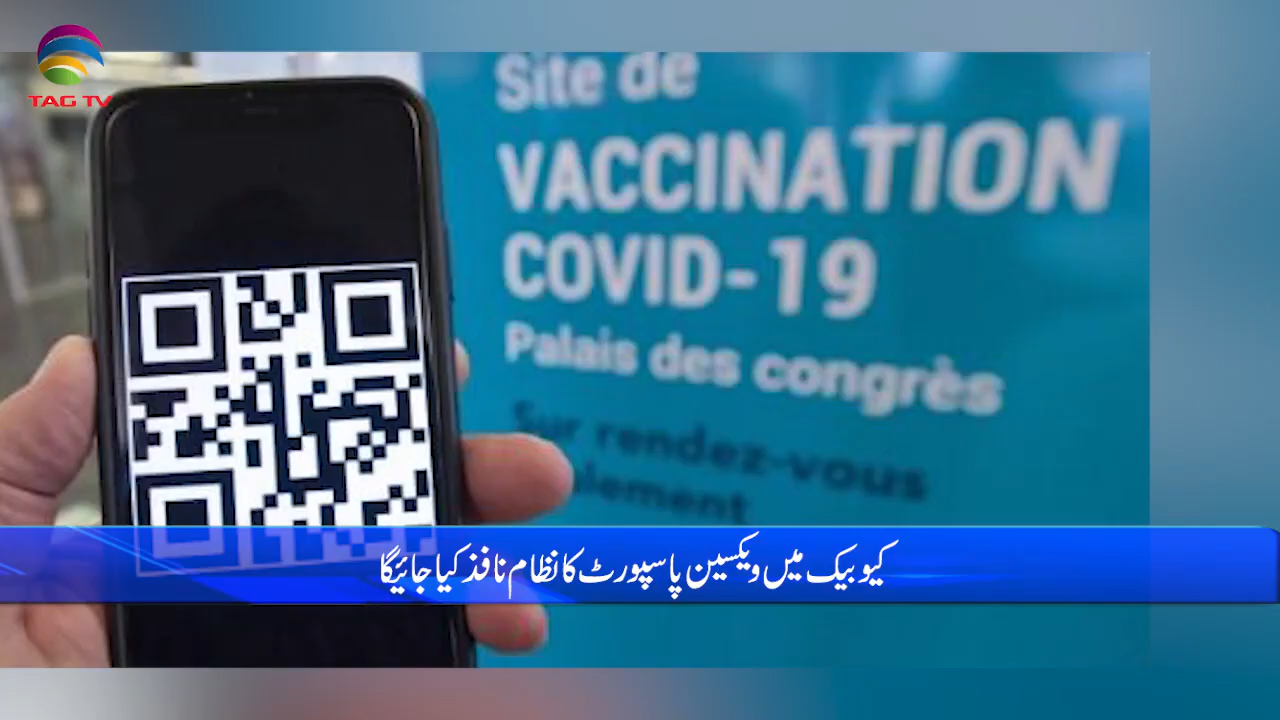 TAG TV
Site de
VACCINATION
COVID-19
Palais des congrès
Sur rendez-vous
کیوبیک میں ویکسین پاسپورٹ کا نظام نافذ کیا جائیگا